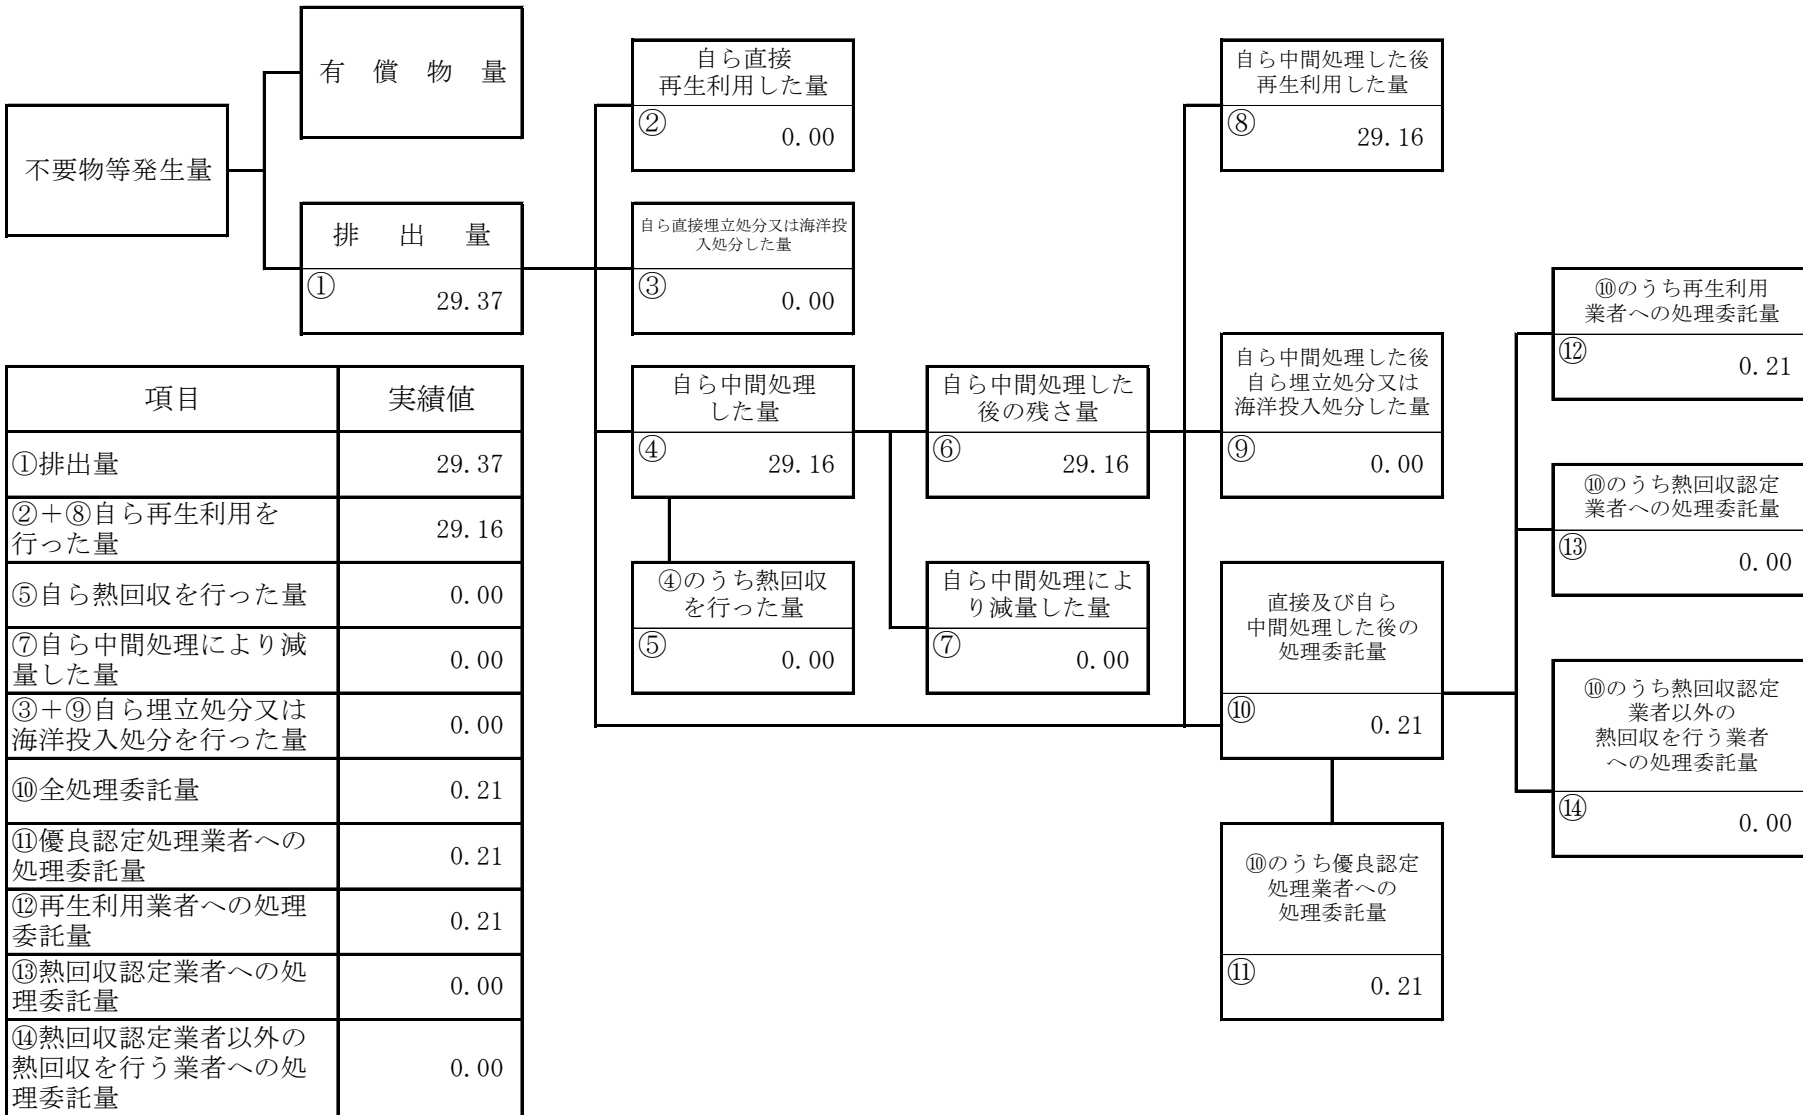 不要物等発生量
有償物量
排出量
① 29.37
自ら直接
再生利用した量
② 0.00
自ら直接埋立処分又は海洋投
入処分した量
③ 0.00
自ら中間処理
した量
④ 29.16
④のうち熱回収
を行った量
⑤ 0.00
自ら中間処理した
後の残さ量
⑥ 29.16
自ら中間処理によ
り減量した量
⑦ 0.00
自ら中間処理した後
再生利用した量
⑧ 29.16
自ら中間処理した後
自ら埋立処分又は
海洋投入処分した量
⑨ 0.00
直接及び自ら
中間処理した後の
処理委託量
⑩ 0.21
⑩のうち優良認定
処理業者への
処理委託量
⑪ 0.21
⑩のうち再生利用
業者への処理委託量
⑫ 0.21
⑩のうち熱回収認定
業者への処理委託量
⑬ 0.00
⑩のうち熱回収認定
業者以外の
熱回収を行う業者
への処理委託量
⑭ 0.00
項目 実績値
①排出量 29.37
②＋⑧自ら再生利用を
行った量 29.16
⑤自ら熱回収を行った量 0.00
⑦自ら中間処理により減
量した量 0.00
③＋⑨自ら埋立処分又は
海洋投入処分を行った量 0.00
⑩全処理委託量 0.21
⑪優良認定処理業者への
処理委託量 0.21
⑫再生利用業者への処理
委託量 0.21
⑬熱回収認定業者への処
理委託量 0.00
⑭熱回収認定業者以外の
熱回収を行う業者への処
理委託量 0.00